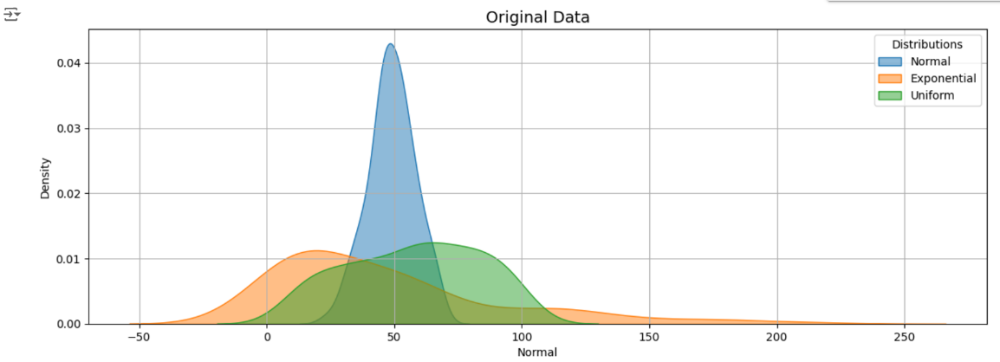 Original Data
Distributions
Normal
Exponential
Uniform
Density
0.04
0.03
0.02
0.01
0.00
−50
0
50
100
150
200
250
Normal